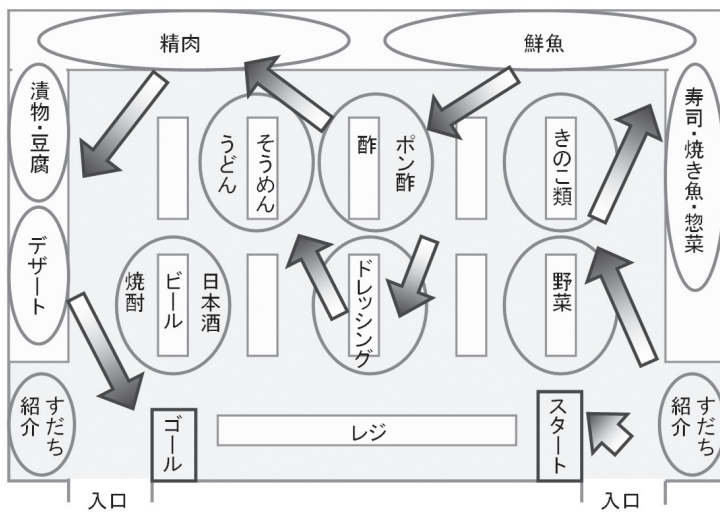 精肉
鮮魚
漬物・豆腐
うどん
そうめん
酢
ポン酢
きのこ類
寿司・焼き魚・惣菜
デザート
焼酎
ビール
日本酒
ドレッシング
野菜
すだち
紹介
ゴール
レジ
スタート
すだち
紹介
入口
入口